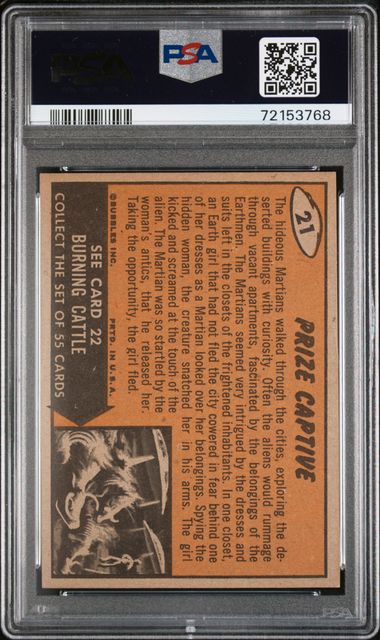 PSA
PSA
72153768
21
PRIZE CAPTIVE
The hideous Martians walked through the cities, exploring the de-
serted buildings with curiosity. Often the aliens would rummage
through vacant apartments, fascinated by the belongings of the
Earthmen. The Martians seemed very intrigued by the dresses and
suits left in the closets of the frightened inhabitants. In one closet,
an Earth girl that had not fled the city cowered in fear behind one
of her dresses as a Martian looked over her belongings. Spying the
hidden woman, the creature snatched her in his arms. The girl
kicked and screamed at the touch of the
alien. The Martian was so startled by the
woman's antics, that he released her.
Taking the opportunity, the girl fled.
©BUBBLES INC. PRTD. IN U.S.A.
SEE CARD 22
BURNING CATTLE
COLLECT THE SET OF 55 CARDS